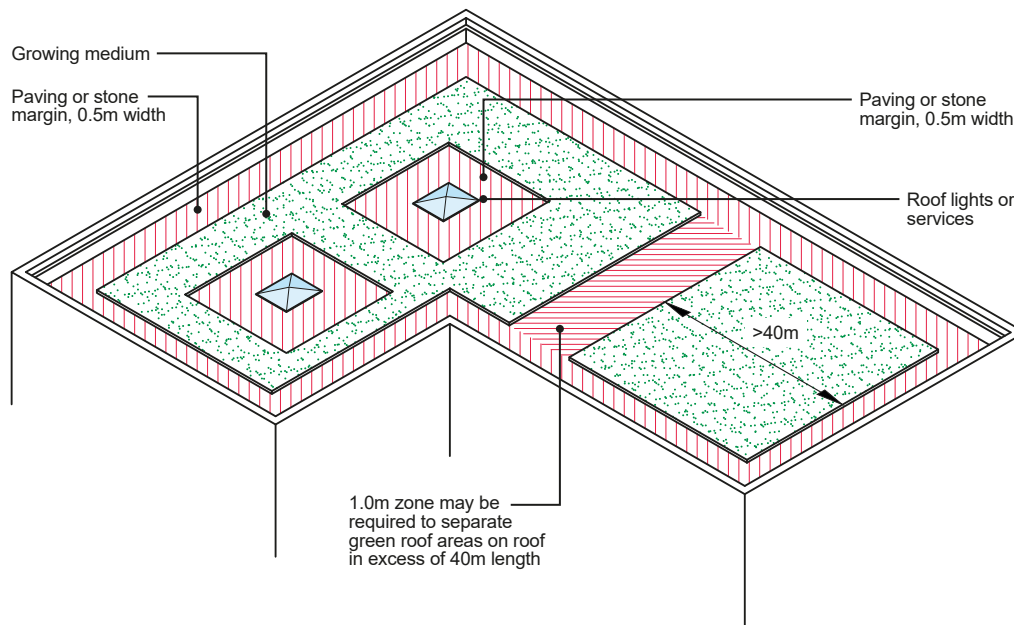 Growing medium
Paving or stone
margin, 0.5m width
Paving or stone
margin, 0.5m width
Roof lights or
services
>40m
1.0m zone may be
required to separate
green roof areas on roof
in excess of 40m length